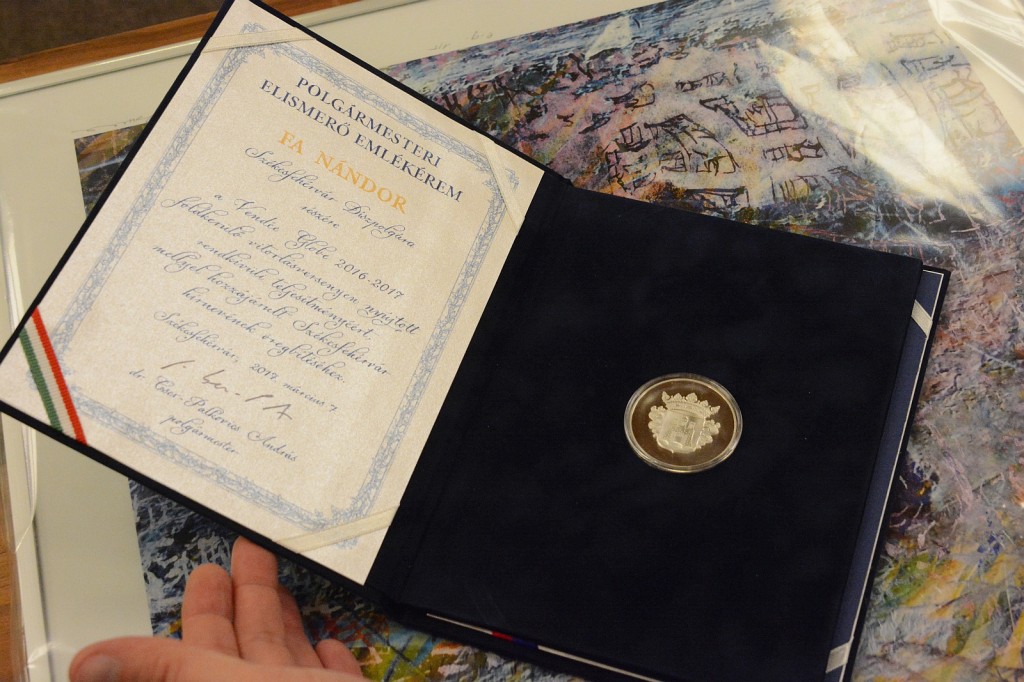 POLGÁRMESTERI
ELISMERŐ EMLÉKÉREM
FA NÁNDOR
Székesfehérvár Díszpolgára
részére
a Vendée Globe 2016-2017
földkerülő vitorlásversenyen nyújtott
rendkívüli teljesítményéért,
mellyel hozzájárult Székesfehérvár
hírnevének öregbítéséhez.
Székesfehérvár, 2017. március 7
dr. Cser-Palkovics András
polgármester